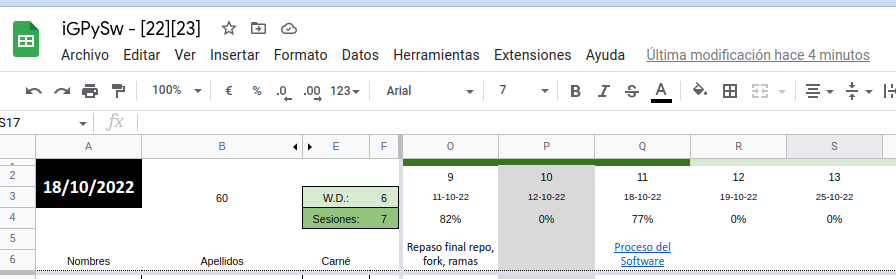 iGPySw - [22][23]
Archivo Editar Ver Insertar Formato Datos Herramientas Extensiones Ayuda Última modificación hace 4 minutos
100% € % .0 .00 123 Arial 7 B I S A
S17 fx
A B E F O P Q R S
18/10/2022
2 9 10 11 12 13
3 60 W.D.: 6 11-10-22 12-10-22 18-10-22 19-10-22 25-10-22
4 Sesiones: 7 82% 0% 77% 0% 0%
5 Repaso final repo, Proceso del
6 Nombres Apellidos Carné fork, ramas Software